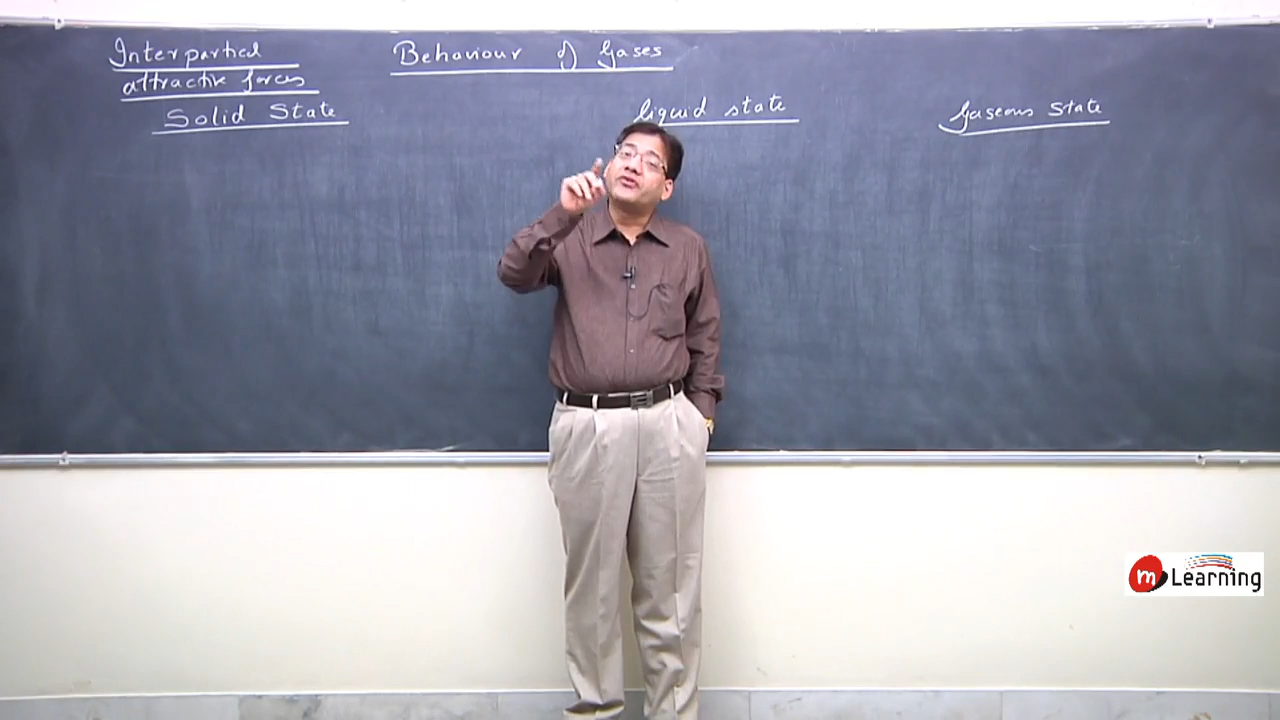 Interparticle
attractive forces
Behaviour of Gases
Solid State
liquid state
Gaseous State
m Learning